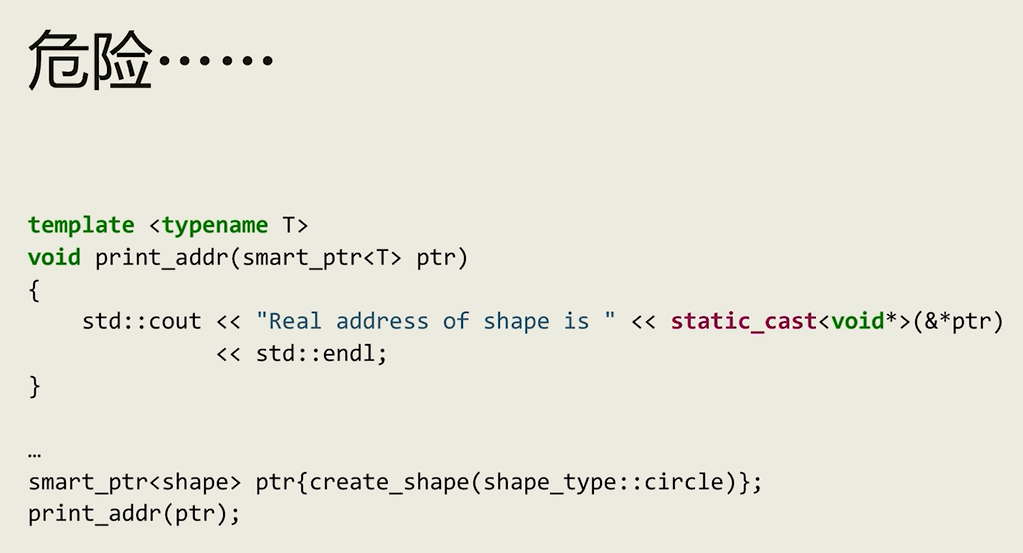 危险……
template <typename T>
void print_addr(smart_ptr<T> ptr)
{
    std::cout << "Real address of shape is " << static_cast<void*>(&*ptr)
              << std::endl;
}
…
smart_ptr<shape> ptr{create_shape(shape_type::circle)};
print_addr(ptr);